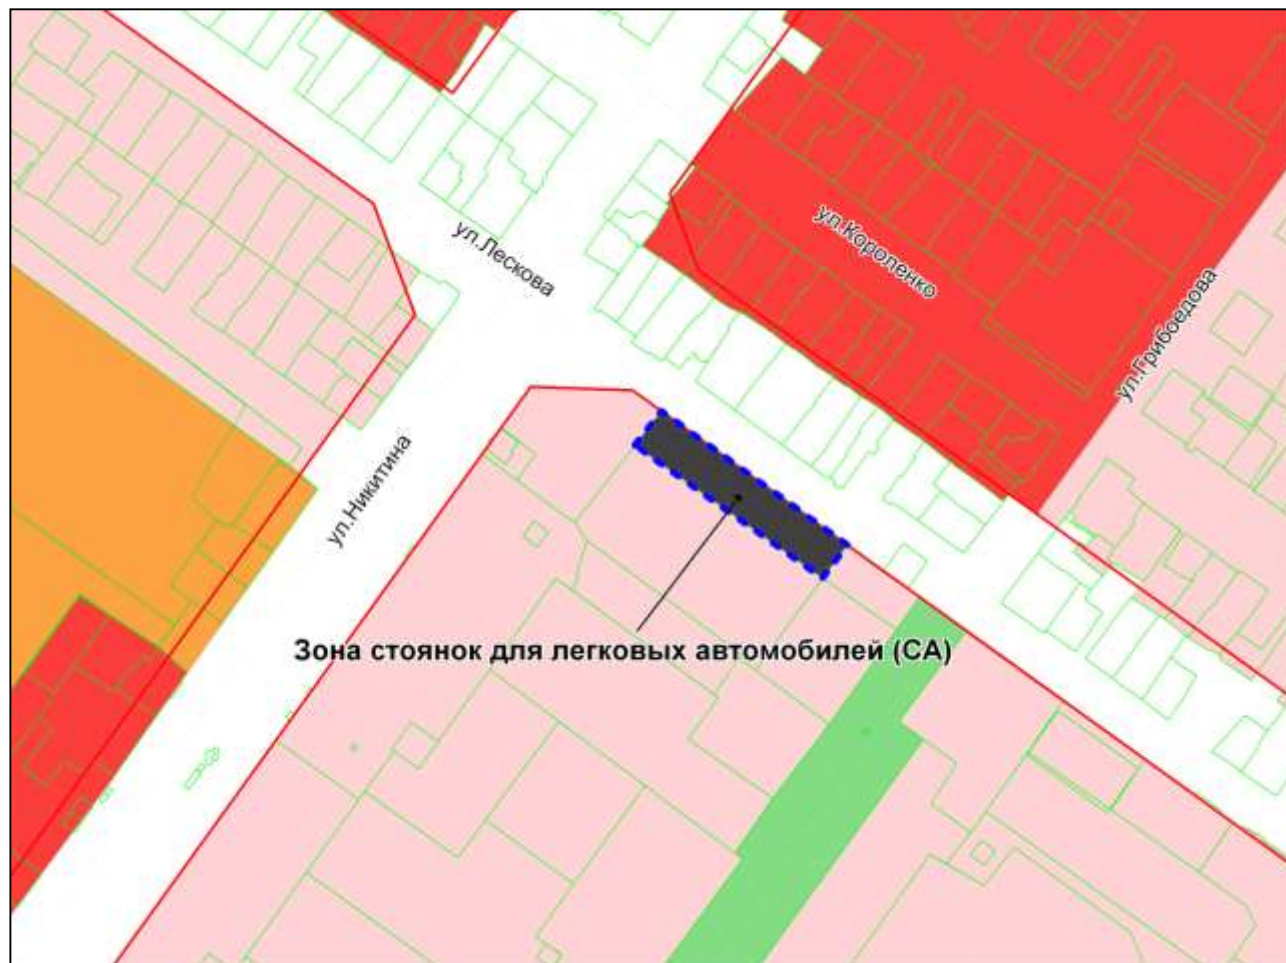 ул.Лескова
ул.Короленко
ул.Грибоедова
ул.Никитина
Зона стоянок для легковых автомобилей (СА)